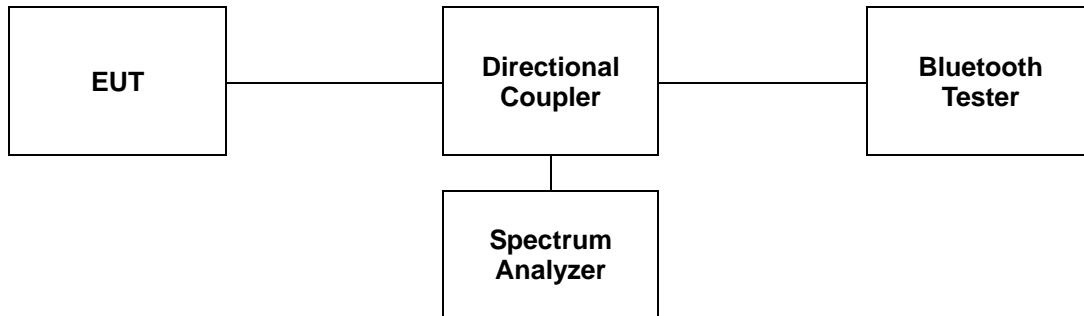 EUT
Directional
Coupler
Bluetooth
Tester
Spectrum
Analyzer